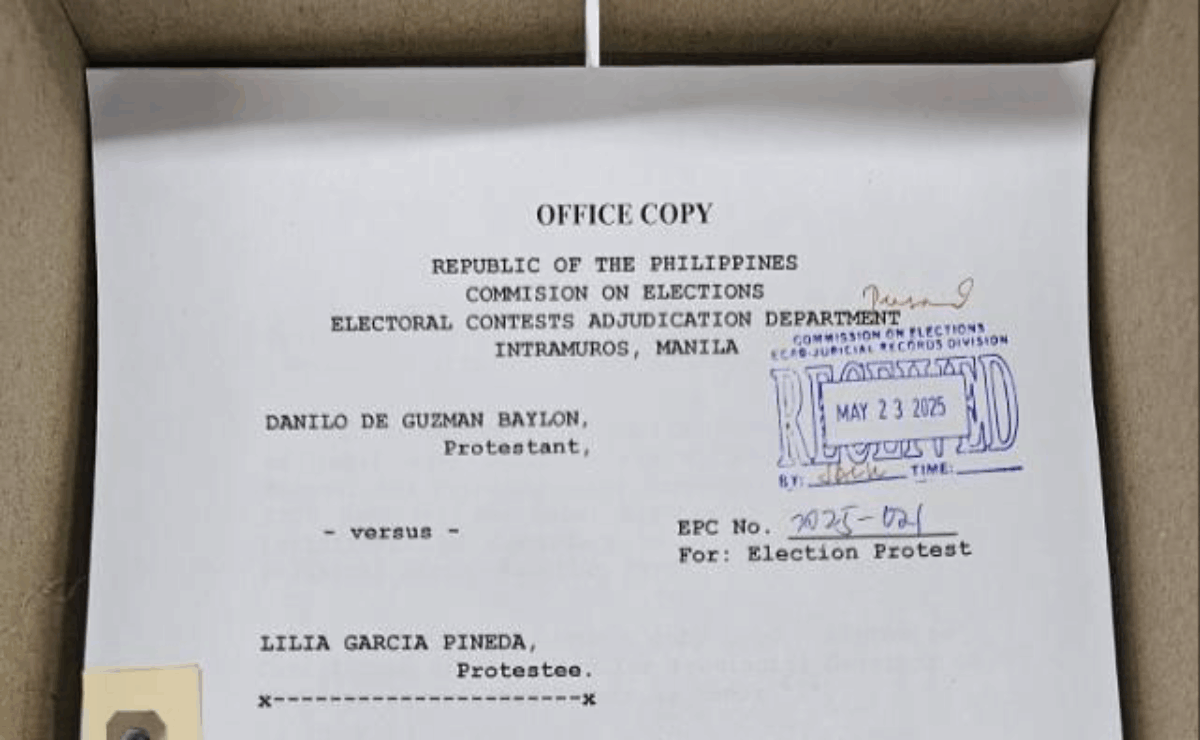 OFFICE COPY
REPUBLIC OF THE PHILIPPINES
COMMISION ON ELECTIONS
ELECTORAL CONTESTS ADJUDICATION DEPARTMENT
INTRAMUROS, MANILA
COMMISSION ON ELECTIONS
ECAD-JUDICIAL RECORDS DIVISION
RECEIVED
MAY 23 2025
BY: TIME:
DANILO DE GUZMAN BAYLON,
Protestant,
- versus -
EPC No. 2025-021
For: Election Protest
LILIA GARCIA PINEDA,
Protestee.
x----------------------x